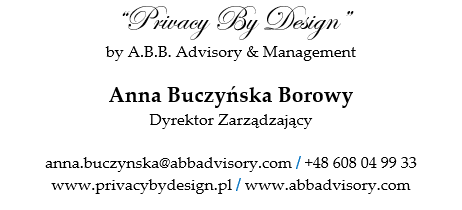 “Privacy By Design”
by A.B.B. Advisory & Management
Anna Buczyńska Borowy
Dyrektor Zarządzający
anna.buczynska@abbadvisory.com / +48 608 04 99 33
www.privacybydesign.pl / www.abbadvisory.com